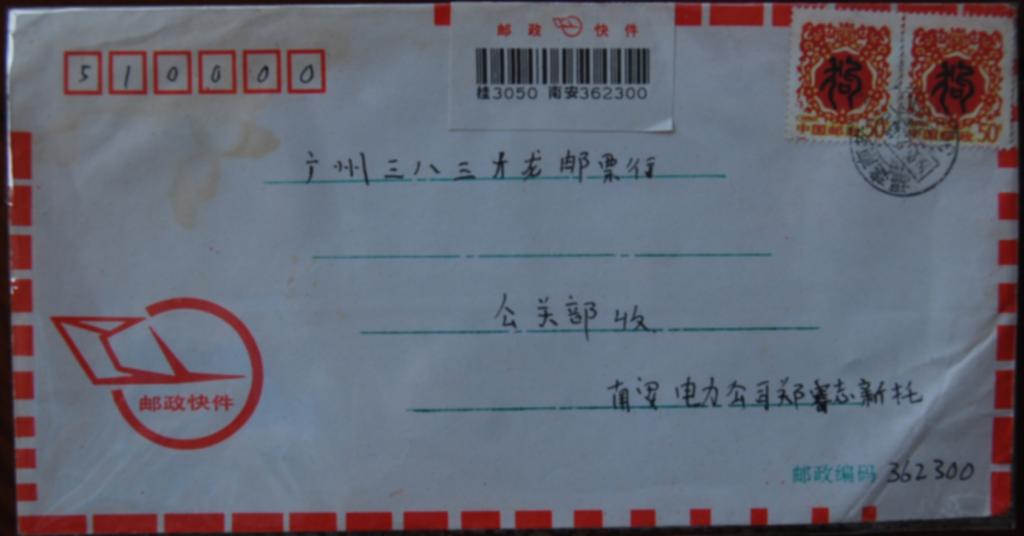 510000
邮政 快件
桂3050 南安362300
狗 狗
中国邮政 50分 中国邮政 50分
广州三八三才龙邮票行
公关部 收
邮政快件
电力公司郑睿志新托
邮政编码 362300